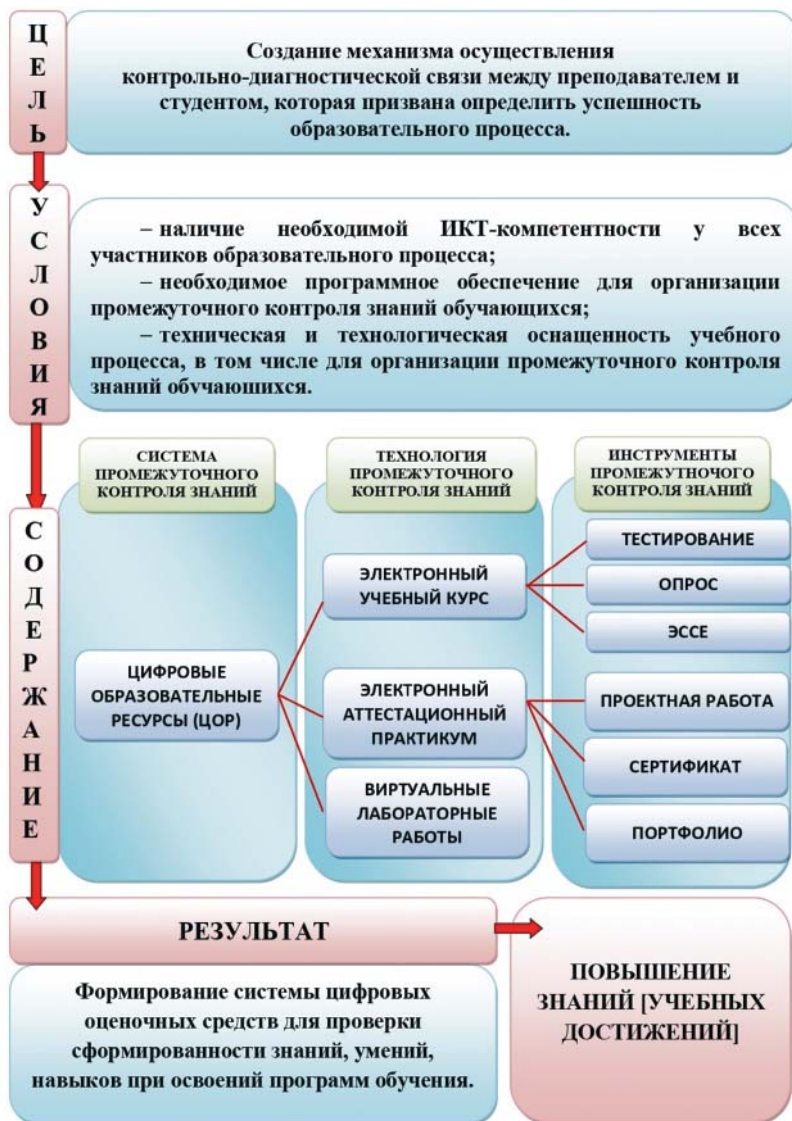 ЦЕЛЬ
Создание механизма осуществления
контрольно-диагностической связи между преподавателем и
студентом, которая призвана определить успешность
образовательного процесса.
УСЛОВИЯ
– наличие необходимой ИКТ-компетентности у всех
участников образовательного процесса;
– необходимое программное обеспечение для организации
промежуточного контроля знаний обучающихся;
– техническая и технологическая оснащенность учебного
процесса, в том числе для организации промежуточного контроля
знаний обучающихся.
СОДЕРЖАНИЕ
СИСТЕМА
ПРОМЕЖУТОЧНОГО
КОНТРОЛЯ ЗНАНИЙ
ЦИФРОВЫЕ
ОБРАЗОВАТЕЛЬНЫЕ
РЕСУРСЫ (ЦОР)
ТЕХНОЛОГИЯ
ПРОМЕЖУТОЧНОГО
КОНТРОЛЯ ЗНАНИЙ
ЭЛЕКТРОННЫЙ
УЧЕБНЫЙ КУРС
ЭЛЕКТРОННЫЙ
АТТЕСТАЦИОННЫЙ
ПРАКТИКУМ
ВИРТУАЛЬНЫЕ
ЛАБОРАТОРНЫЕ
РАБОТЫ
ИНСТРУМЕНТЫ
ПРОМЕЖУТНОЧОГО
КОНТРОЛЯ ЗНАНИЙ
ТЕСТИРОВАНИЕ
ОПРОС
ЭССЕ
ПРОЕКТНАЯ РАБОТА
СЕРТИФИКАТ
ПОРТФОЛИО
РЕЗУЛЬТАТ
Формирование системы цифровых
оценочных средств для проверки
сформированности знаний, умений,
навыков при освоений программ обучения.
ПОВЫШЕНИЕ
ЗНАНИЙ [УЧЕБНЫХ
ДОСТИЖЕНИЙ]